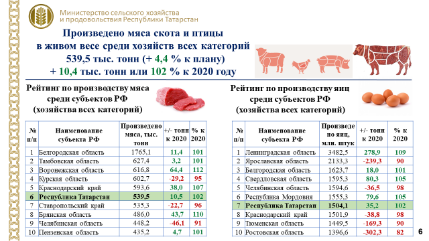 Министерство сельского хозяйства
и продовольствия Республики Татарстан
Произведено мяса скота и птицы
в живом весе среди хозяйств всех категорий
539,5 тыс. тонн (+ 4,4 % к плану)
+ 10,4 тыс. тонн или 102 % к 2020 году
Рейтинг по производству мяса
среди субъектов РФ
(хозяйства всех категорий)
№ п/п Наименование субъекта РФ Произведено мяса, тыс. тонн +/- тонн к 2020 % к 2020
1 Белгородская область 1765,1 11,4 101
2 Тамбовская область 627,4 3,2 101
3 Воронежская область 616,8 64,4 112
4 Курская область 602,7 -29,2 95
5 Краснодарский край 593,6 38,0 107
6 Республика Татарстан 539,5 10,5 102
7 Ставропольский край 535,5 -22,7 96
8 Брянская область 486,0 43,7 110
9 Челябинская область 448,2 -46,1 91
10 Пензенская область 435,2 4,7 101
Рейтинг по производству яиц
среди субъектов РФ
(хозяйства всех категорий)
№ п/п Наименование субъекта РФ Произведено яиц, млн. штук +/- тонн к 2020 % к 2020
1 Ленинградская область 3482,5 278,9 109
2 Ярославская область 2133,3 -239,3 90
3 Белгородская область 1623,7 18,0 101
4 Свердловская область 1595,3 80,3 105
5 Челябинская область 1594,6 -36,5 98
6 Республика Мордовия 1555,3 79,6 105
7 Республика Татарстан 1504,1 35,2 102
8 Краснодарский край 1501,9 -38,8 98
9 Тюменская область 1449,5 -169,3 90
10 Ростовская область 1396,6 -302,3 82
6